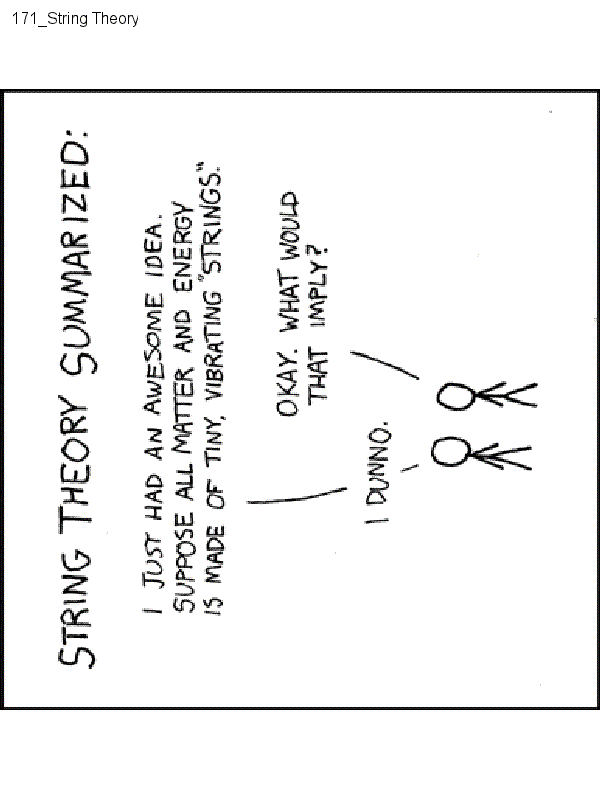 171_String Theory
STRING THEORY SUMMARIZED:
I JUST HAD AN AWESOME IDEA.
SUPPOSE ALL MATTER AND ENERGY
IS MADE OF TINY, VIBRATING "STRINGS."
OKAY. WHAT WOULD
THAT IMPLY?
I DUNNO.